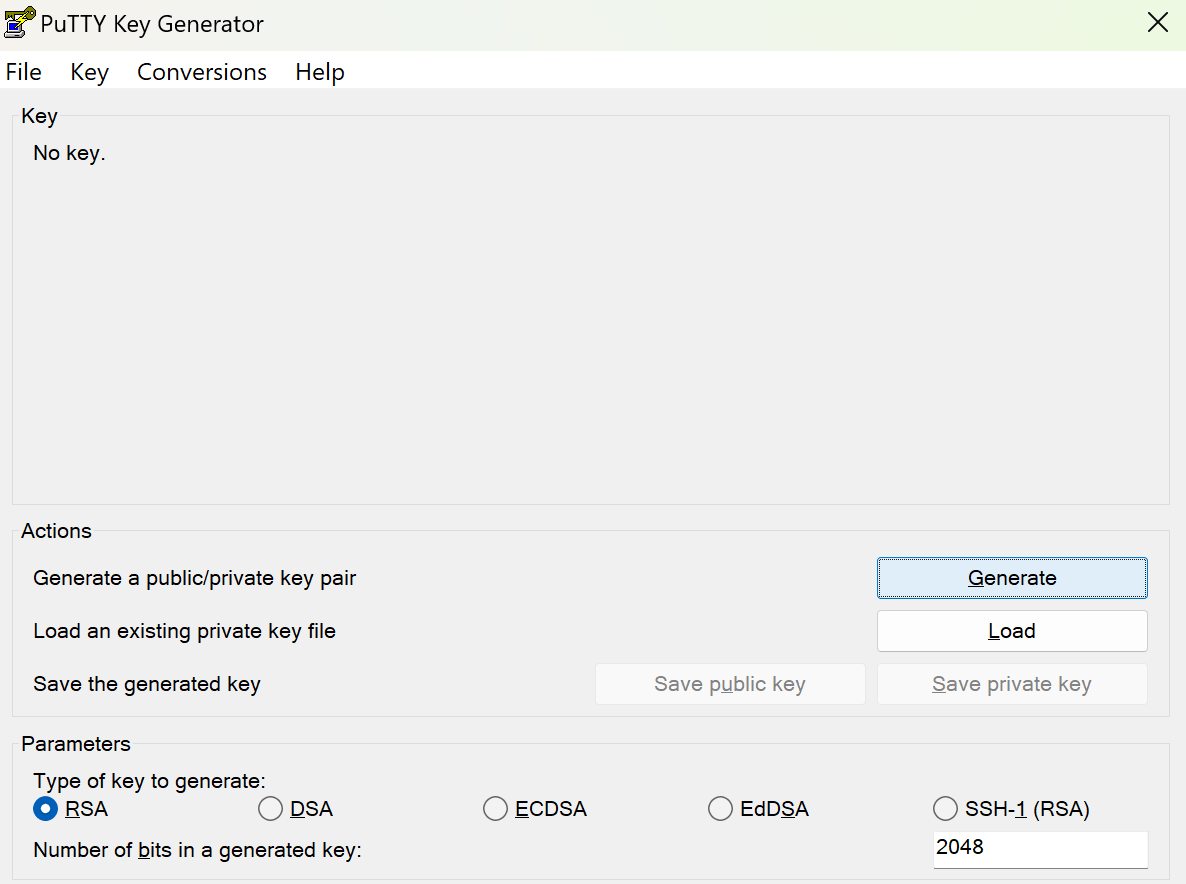 PuTTY Key Generator
File Key Conversions Help
Key
No key.
Actions
Generate a public/private key pair Generate
Load an existing private key file Load
Save the generated key Save public key Save private key
Parameters
Type of key to generate:
RSA DSA ECDSA EdDSA SSH-1 (RSA)
Number of bits in a generated key: 2048